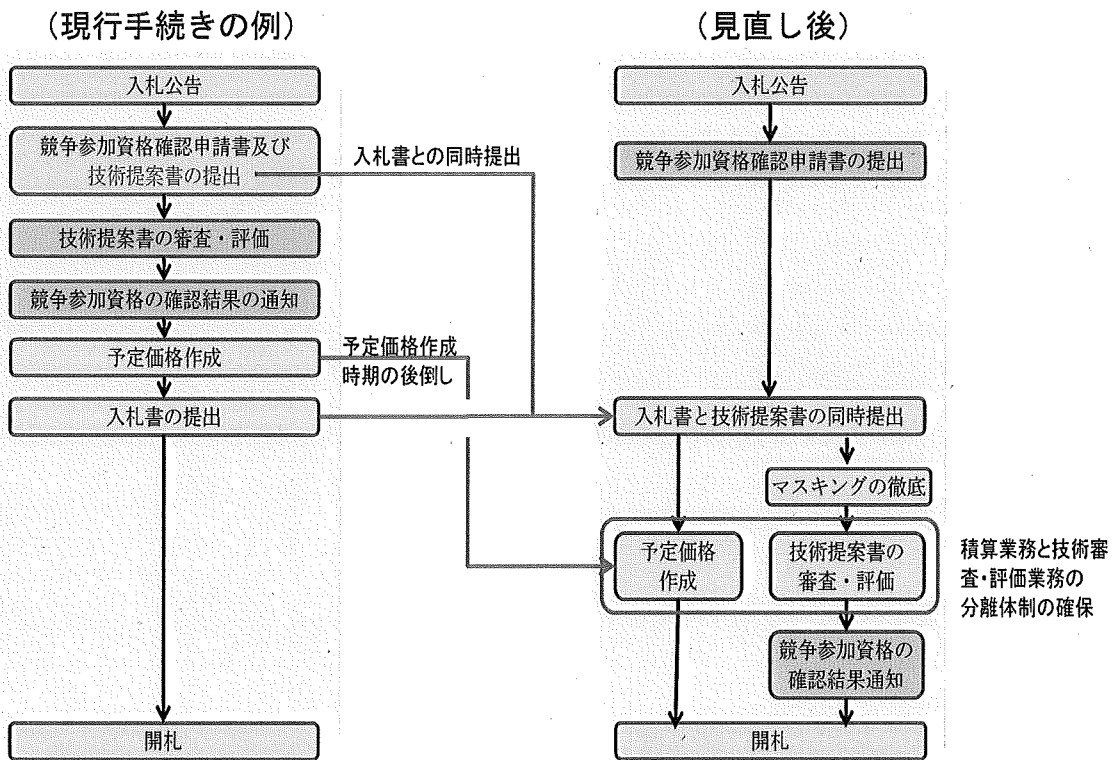 (現行手続きの例)
入札公告
競争参加資格確認申請書及び
技術提案書の提出
技術提案書の審査・評価
競争参加資格の確認結果の通知
予定価格作成
入札書の提出
開札
入札書との同時提出
予定価格作成
時期の後倒し
(見直し後)
入札公告
競争参加資格確認申請書の提出
入札書と技術提案書の同時提出
マスキングの徹底
予定価格
作成
技術提案書の
審査・評価
積算業務と技術審
査・評価業務の
分離体制の確保
競争参加資格の
確認結果通知
開札